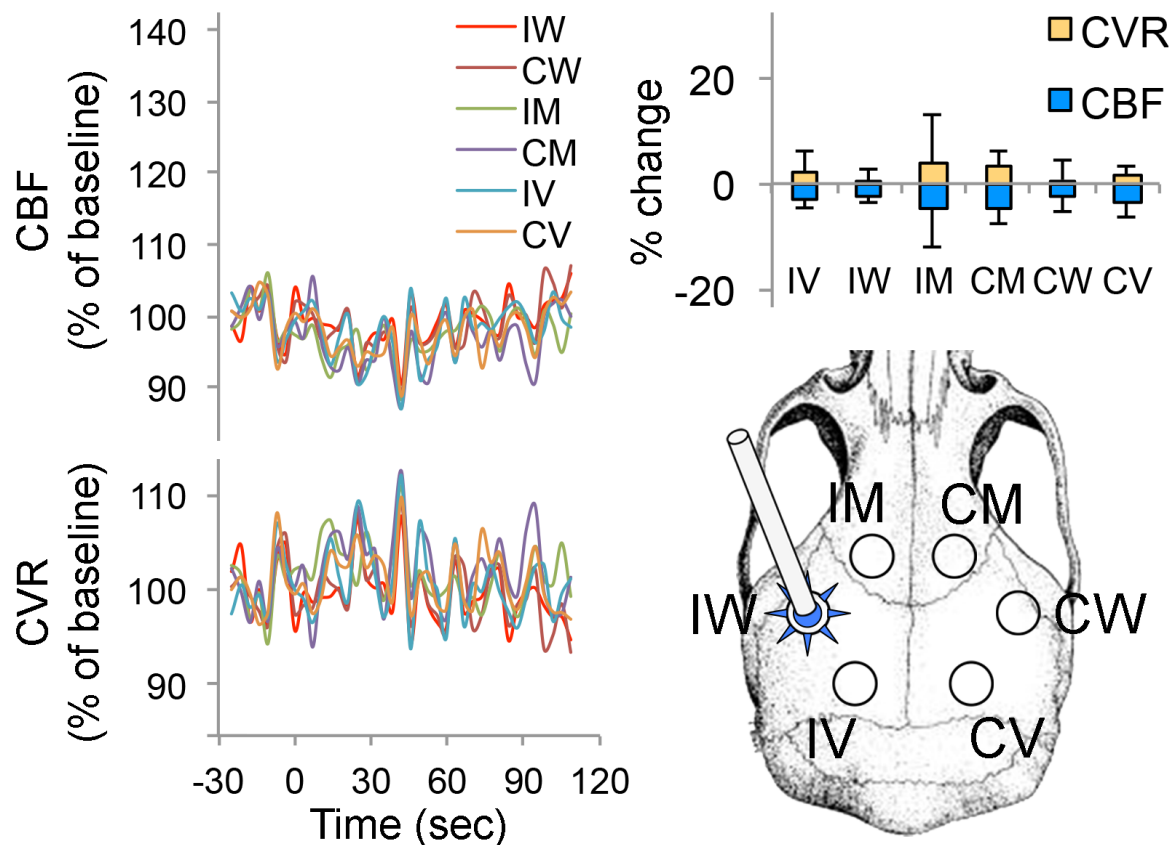 CBF
(% of baseline)
140
130
120
110
100
90
IW
CW
IM
CM
IV
CV
CVR
(% of baseline)
110
100
90
-30 0 30 60 90 120
Time (sec)
% change
20
0
-20
CVR
CBF
IV IW IM CM CW CV
IM CM
IW CW
IV CV